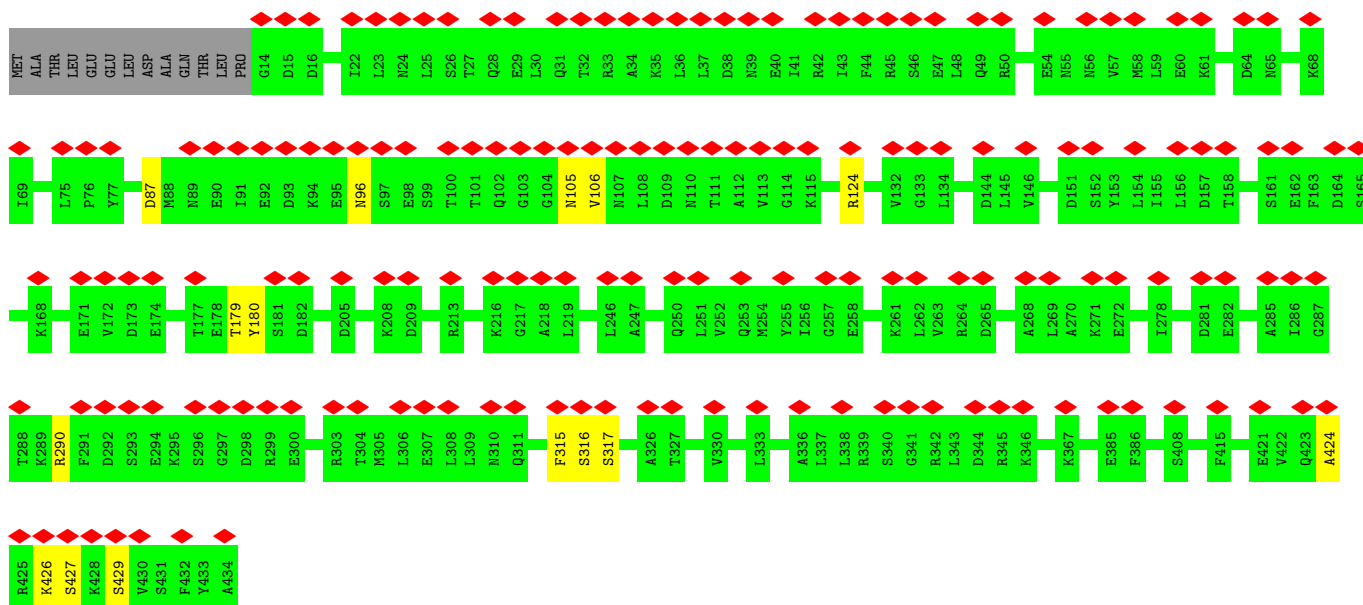 MET ALA THR LEU GLU GLU LEU LEU ASP ALA GLN THR LEU PRO G14 D15 D16 I22 L23 N24 L25 S26 T27 Q28 E29 L30 Q31 T32 R33 A34 K35 L36 L37 D38 N39 E40 I41 R42 I43 F44 R45 S46 E47 L48 Q49 R50 E54 N55 N56 V57 M58 L59 E60 K61 D64 N65 K68
I69 L75 P76 Y77 D87 M88 N89 E90 I91 E92 D93 K94 E95 N96 S97 E98 S99 T100 T101 Q102 G103 G104 N105 V106 N107 L108 D109 N110 T111 A112 V113 G114 K115 R124 V132 G133 L134 D144 L145 V146 D151 S152 Y153 L154 I155 L156 D157 T158 S161 E162 F163 D164 S165
K168 E171 V172 D173 E174 T177 E178 T179 Y180 S181 D182 D205 K208 D209 R213 K216 G217 A218 L219 L246 A247 Q250 L251 V252 Q253 M254 Y255 I256 G257 E258 K261 L262 V263 R264 D265 A268 L269 A270 K271 E272 I278 D281 E282 A285 I286 G287
T288 K289 R290 F291 D292 S293 E294 K295 S296 G297 D298 R299 E300 R303 T304 M305 L306 E307 L308 L309 N310 Q311 F315 S316 S317 A326 T327 V330 L333 A336 L337 L338 R339 S340 G341 R342 L343 D344 R345 K346 K367 E385 F386 S408 F415 E421 V422 Q423 A424
R425 K426 S427 K428 S429 V430 S431 F432 Y433 A434